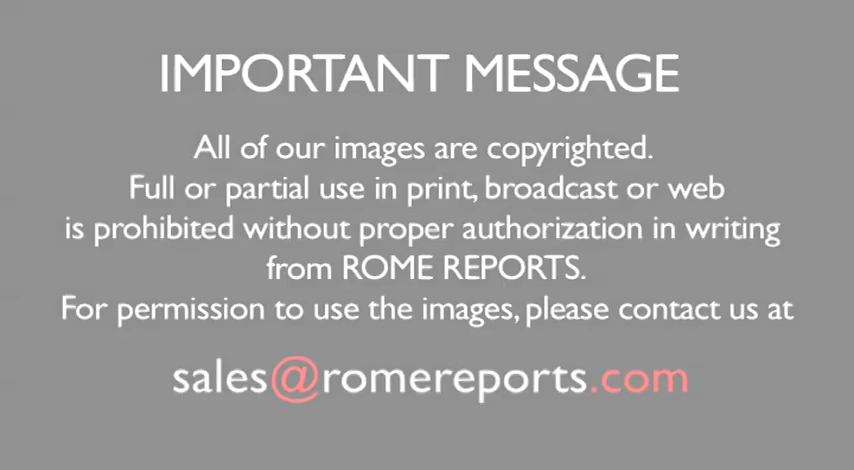 IMPORTANT MESSAGE
All of our images are copyrighted.
Full or partial use in print, broadcast or web
is prohibited without proper authorization in writing
from ROME REPORTS.
For permission to use the images, please contact us at
sales@romereports.com